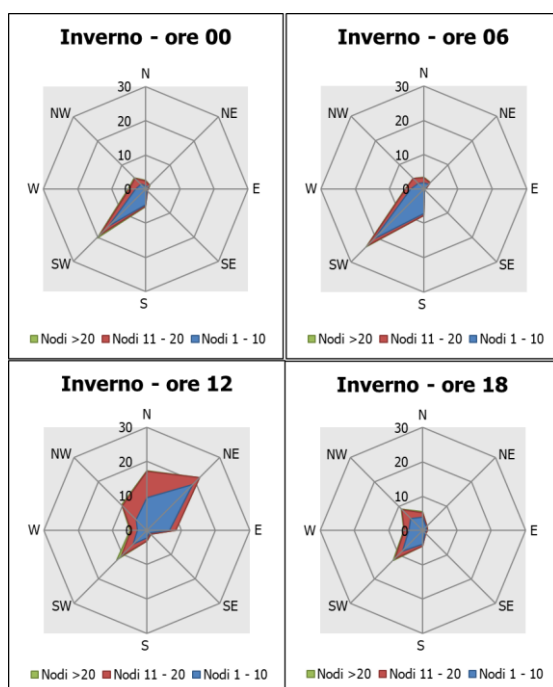 Inverno - ore 00
N
30
NW
NE
20
10
W
0
E
SW
SE
S
Nodi >20 Nodi 11 - 20 Nodi 1 - 10
Inverno - ore 06
N
30
NW
NE
20
10
W
0
E
SW
SE
S
Nodi >20 Nodi 11 - 20 Nodi 1 - 10
Inverno - ore 12
N
30
NW
NE
20
10
W
0
E
SW
SE
S
Nodi >20 Nodi 11 - 20 Nodi 1 - 10
Inverno - ore 18
N
30
NW
NE
20
10
W
0
E
SW
SE
S
Nodi >20 Nodi 11 - 20 Nodi 1 - 10